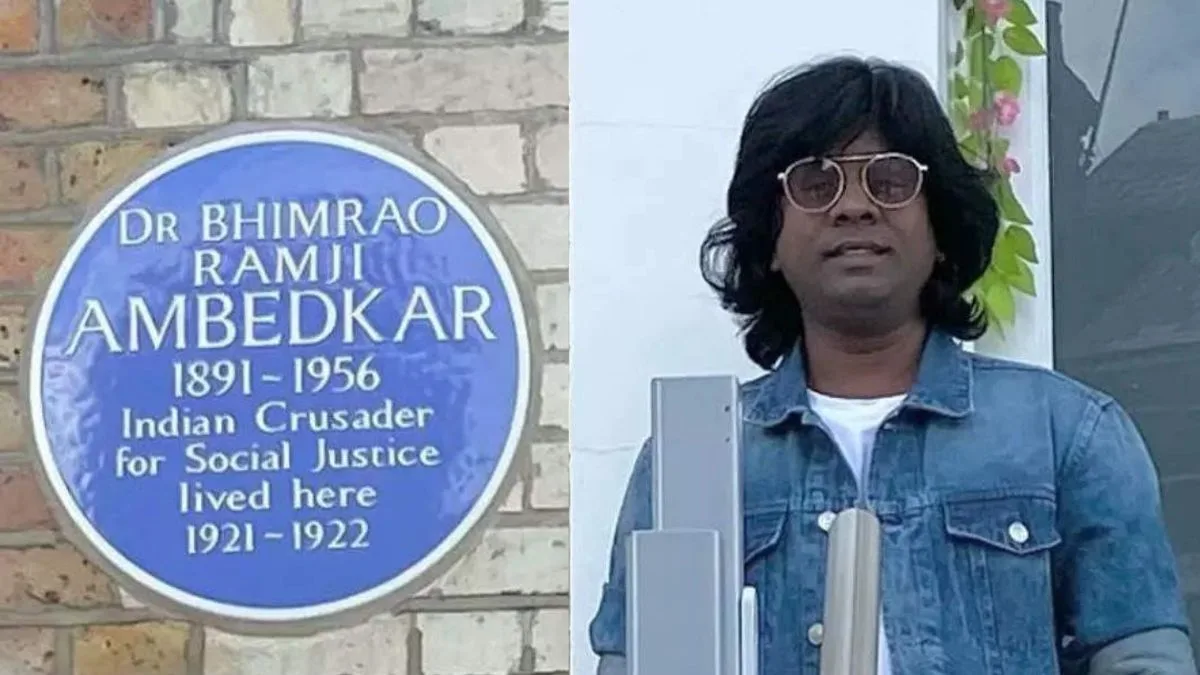 DR BHIMRAO
RAMJI
AMBEDKAR
1891-1956
Indian Crusader
for Social Justice
lived here
1921-1922